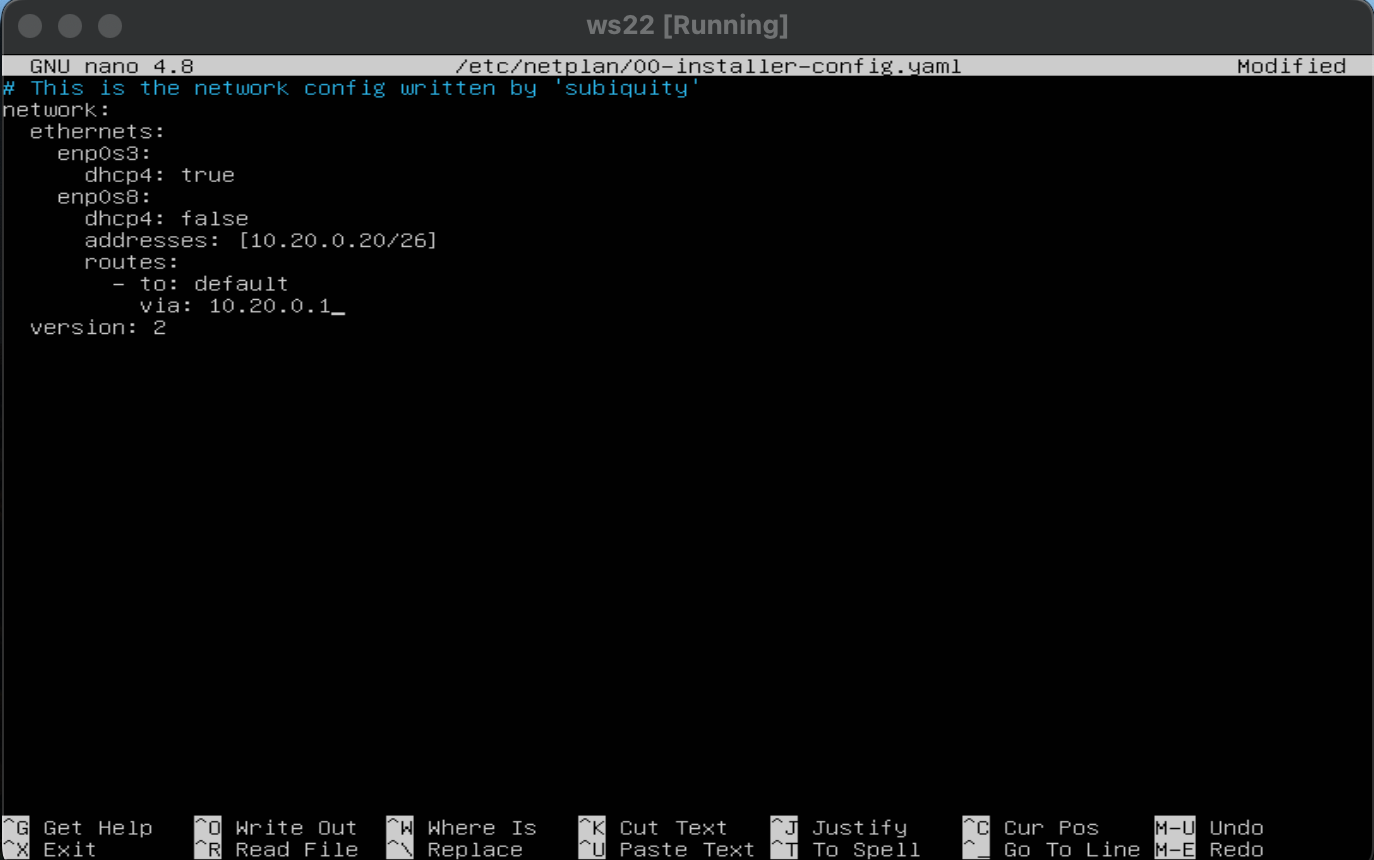 ws22 [Running]
GNU nano 4.8 /etc/netplan/00-installer-config.yaml Modified
# This is the network config written by 'subiquity'
network:
  ethernets:
    enp0s3:
      dhcp4: true
    enp0s8:
      dhcp4: false
      addresses: [10.20.0.20/26]
      routes:
        - to: default
          via: 10.20.0.1_
  version: 2
^G Get Help ^O Write Out ^W Where Is ^K Cut Text ^J Justify ^C Cur Pos M-U Undo
^X Exit ^R Read File ^\ Replace ^U Paste Text ^T To Spell ^_ Go To Line M-E Redo